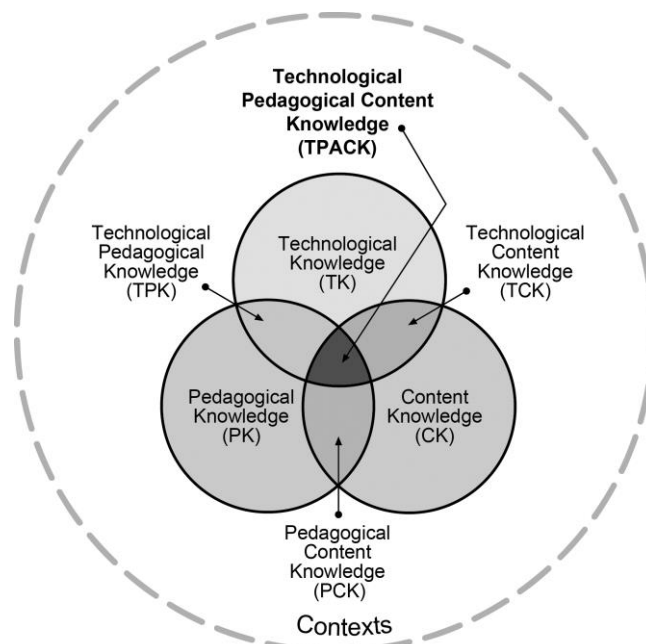 Technological
Pedagogical Content
Knowledge
(TPACK)
Technological
Pedagogical
Knowledge
(TPK)
Technological
Knowledge
(TK)
Technological
Content
Knowledge
(TCK)
Pedagogical
Knowledge
(PK)
Content
Knowledge
(CK)
Pedagogical
Content
Knowledge
(PCK)
Contexts